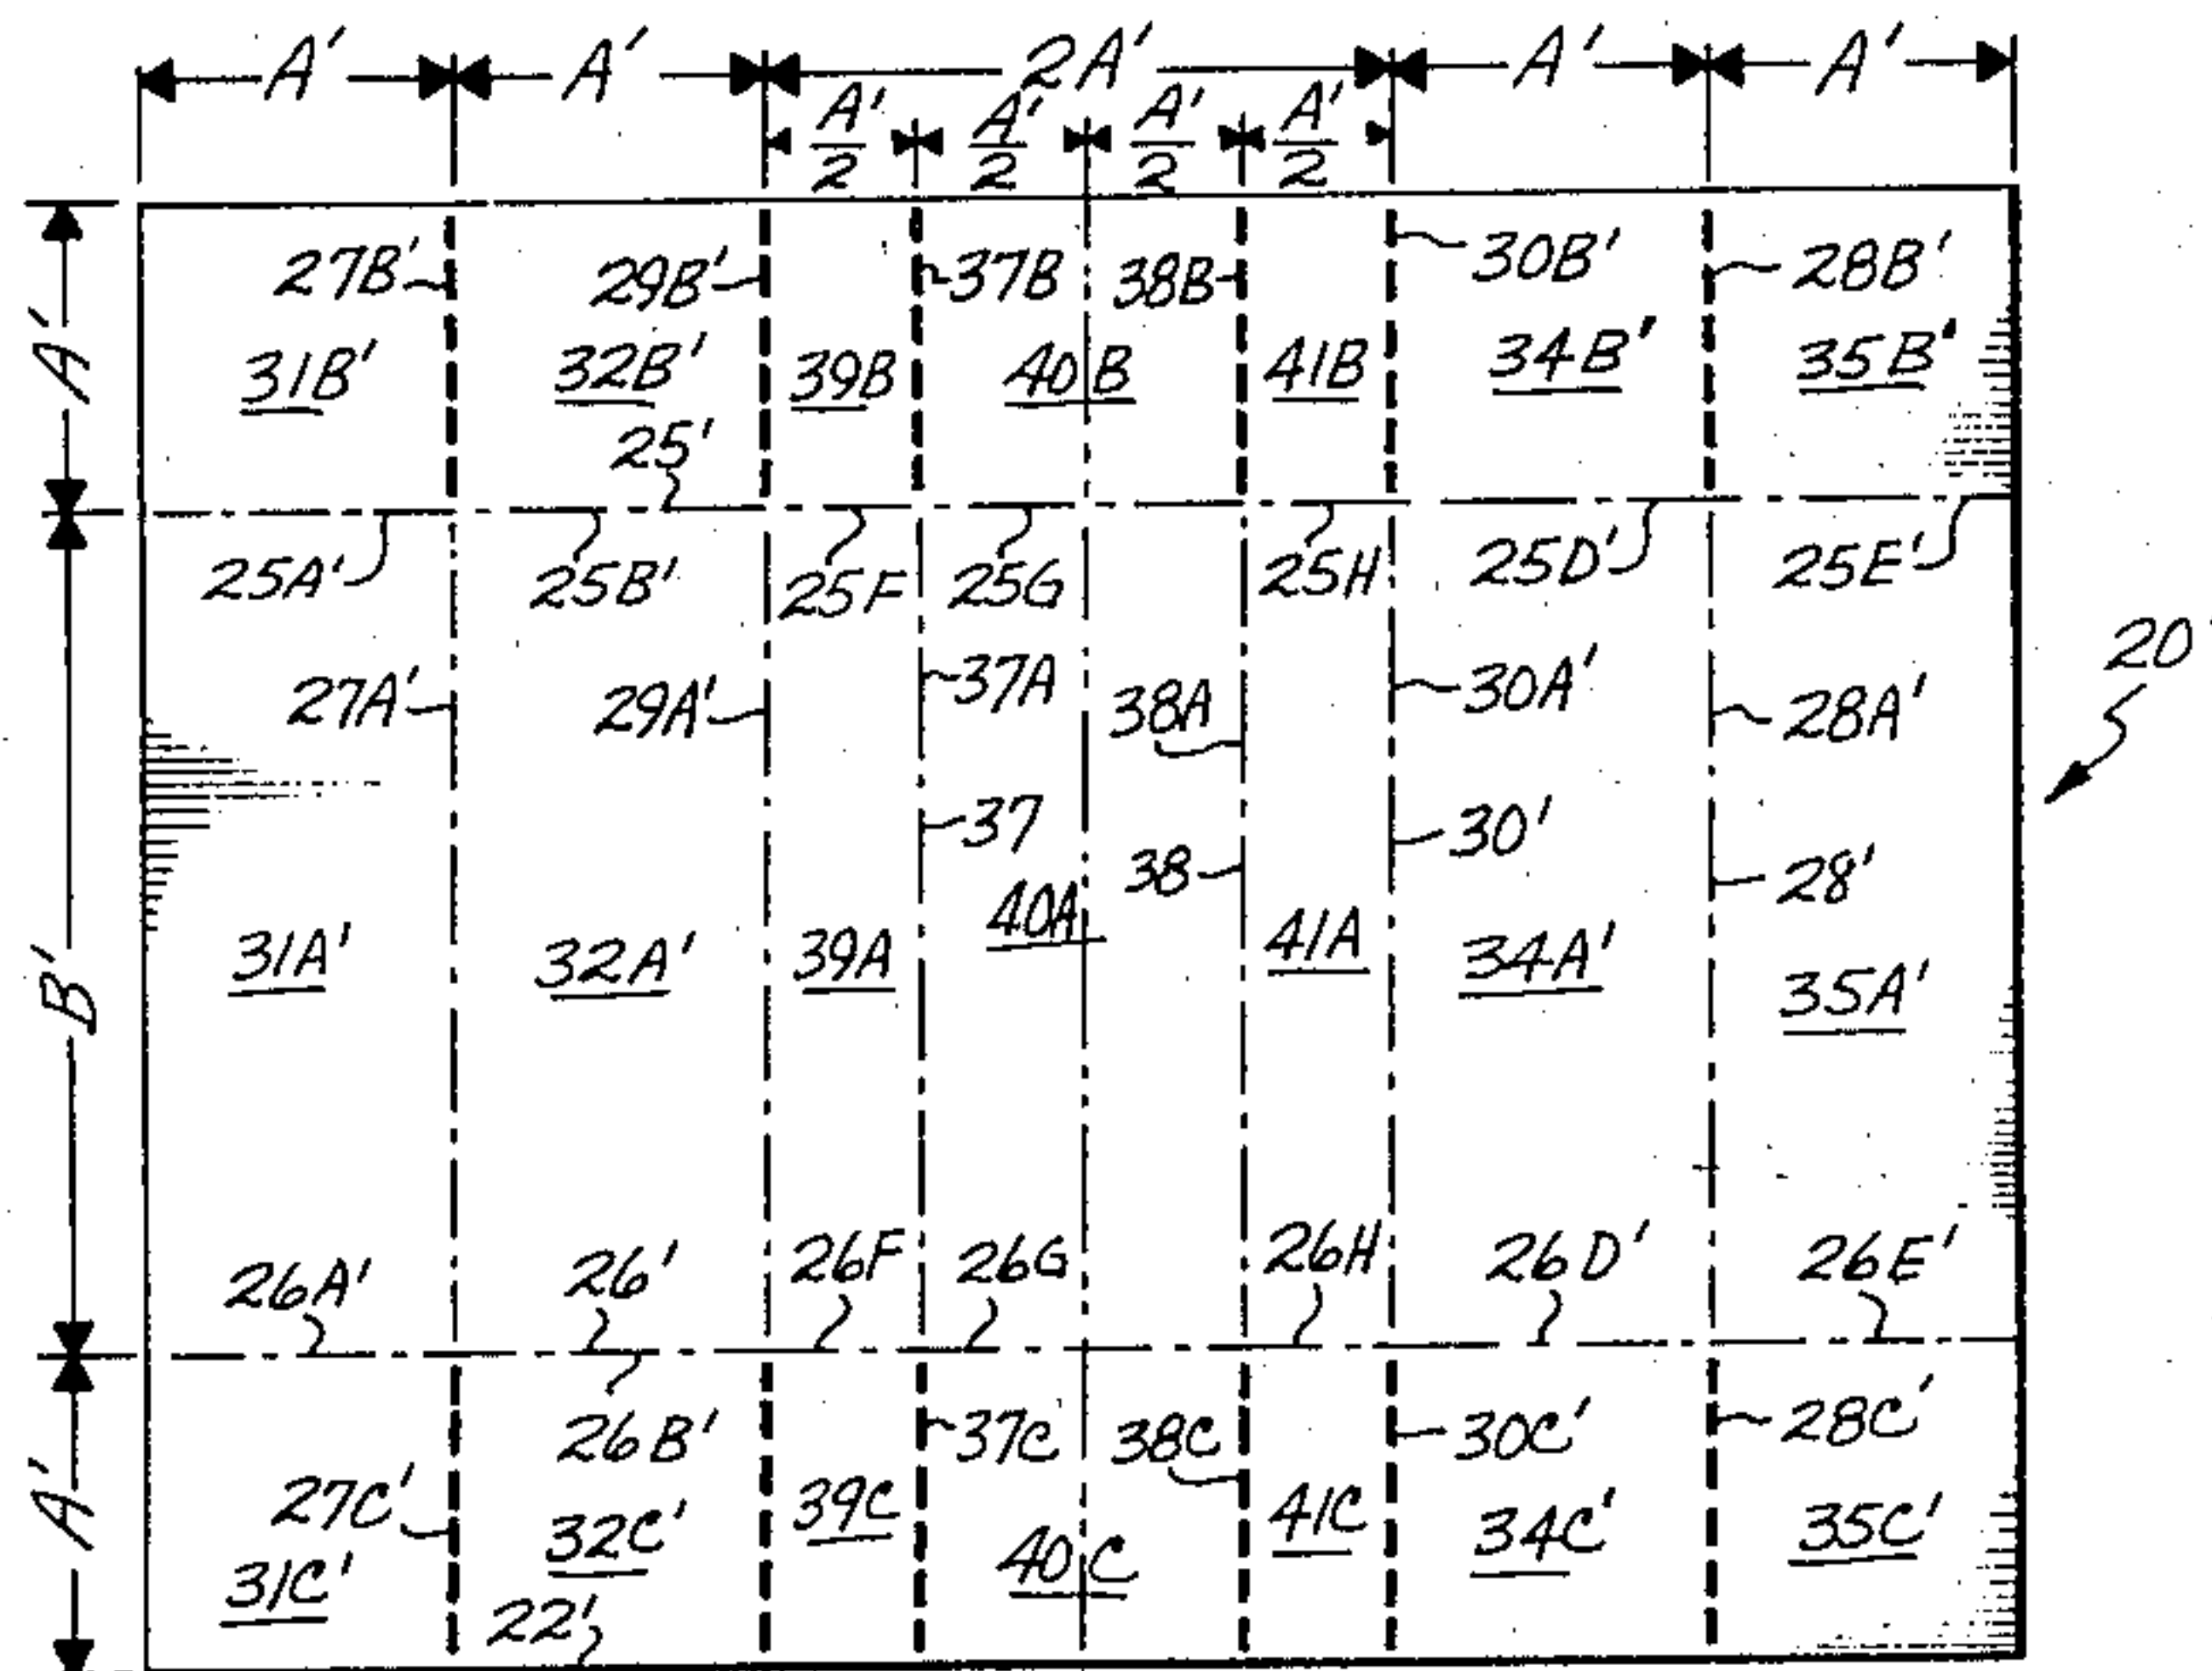 A' A' 2A' A' A'
A'/2 A'/2 A'/2 A'/2
27B' 29B' 37B 38B 30B' 28B'
A' 31B' 32B' 39B 40B 41B 34B' 35B'
25'
25A' 25B' 25F 25G 25H 25D' 25E'
20'
27A' 29A' 37A 38A 30A' 28A'
37 38 30' 28'
B' 31A' 32A' 39A 40A 41A 34A' 35A'
26A' 26' 26F 26G 26H 26D' 26E'
26B' 37C 38C 30C' 28C'
A' 27C' 32C' 39C 40C 41C 34C' 35C'
31C' 22'